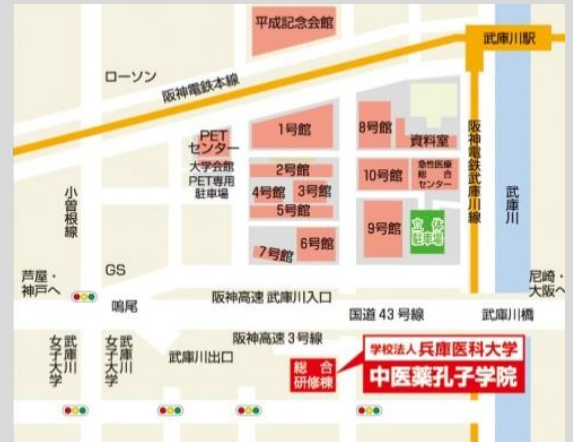 平成記念会館
武庫川駅
ローソン
阪神電鉄本線
1号館
8号館
資料室
PET
センター
大学会館
PET専用
駐車場
2号館
4号館
3号館
5号館
10号館
急性医療
総合
センター
9号館
立体
駐車場
7号館
6号館
小曽根線
阪神電鉄武庫川線
武庫川
芦屋・
神戸へ
GS
鳴尾
阪神高速 武庫川入口
国道 43 号線
武庫川橋
尼崎・
大阪へ
武庫川
女子大学
武庫川
女子大学
武庫川出口
阪神高速 3 号線
総合
研修棟
学校法人 兵庫医科大学
中医薬孔子学院